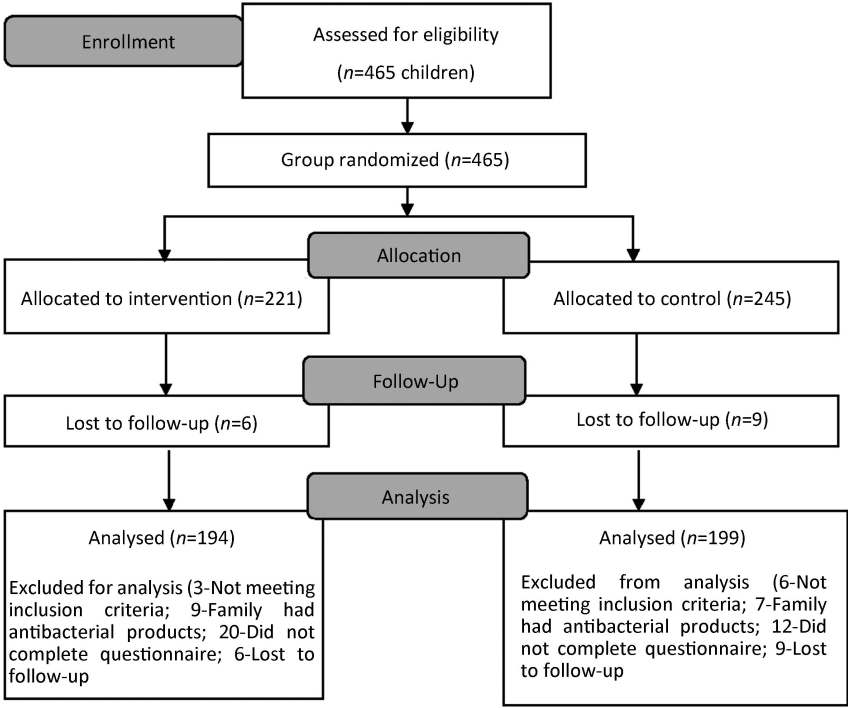 Enrollment
Assessed for eligibility
(n=465 children)
Group randomized (n=465)
Allocation
Allocated to intervention (n=221)
Allocated to control (n=245)
Follow-Up
Lost to follow-up (n=6)
Lost to follow-up (n=9)
Analysis
Analysed (n=194)
Excluded for analysis (3-Not meeting
inclusion criteria; 9-Family had
antibacterial products; 20-Did not
complete questionnaire; 6-Lost to
follow-up
Analysed (n=199)
Excluded from analysis (6-Not
meeting inclusion criteria; 7-Family
had antibacterial products; 12-Did
not complete questionnaire; 9-Lost
to follow-up